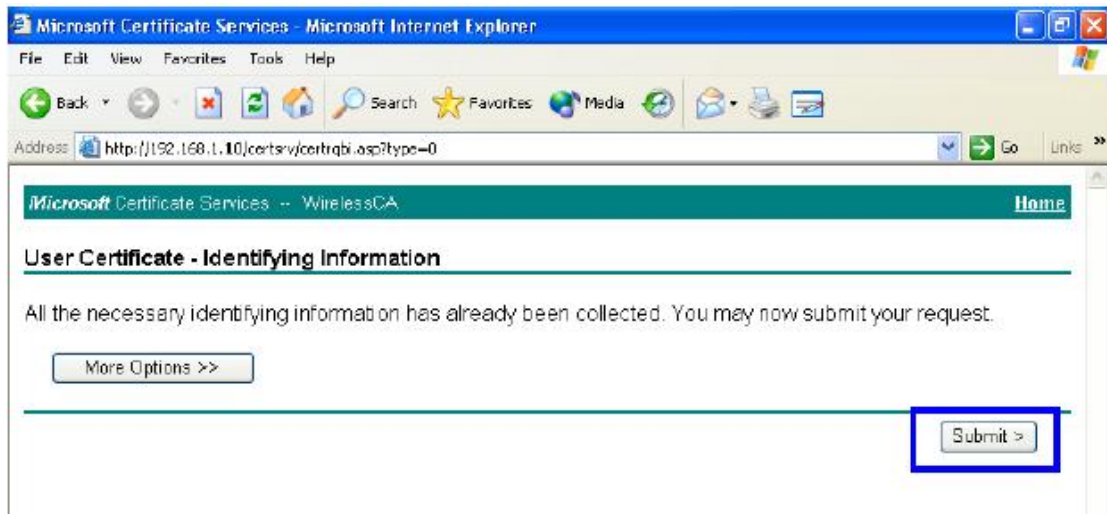 Microsoft Certificate Services - Microsoft Internet Explorer
File Edit View Favorites Tools Help
Back Search Favorites Media
Address http://192.168.1.10/certsrv/certrqbi.asp?type=0 Go Links »
Microsoft Certificate Services -- WirelessCA Home
User Certificate - Identifying Information
All the necessary identifying information has already been collected. You may now submit your request.
More Options >>
Submit >